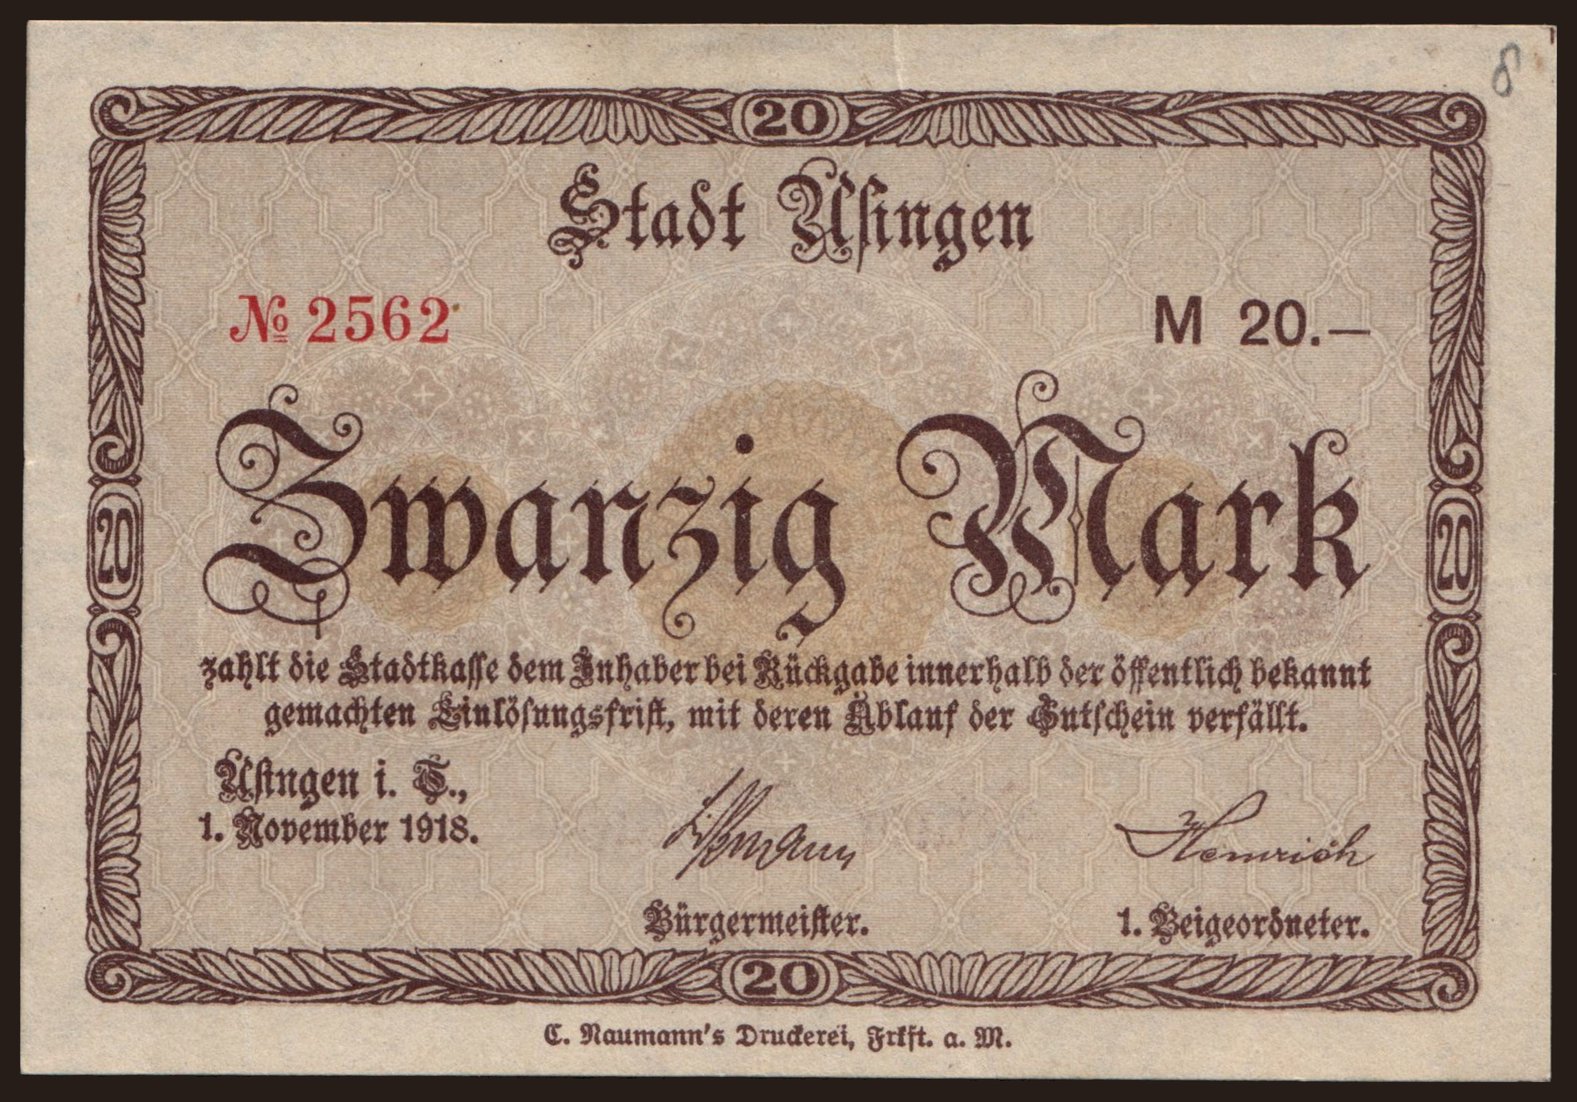 8
20
Stadt Usingen
№ 2562
M 20.—
Zwanzig Mark
20
20
zahlt die Stadtkasse dem Inhaber bei Rückgabe innerhalb der öffentlich bekannt
gemachten Einlösungsfrist, mit deren Ablauf der Gutschein verfällt.
Usingen i. T.,
1. November 1918.
Lißmann
Heinrich
Bürgermeister.
1. Beigeordneter.
20
C. Naumann's Druckerei, Frkft. a. M.